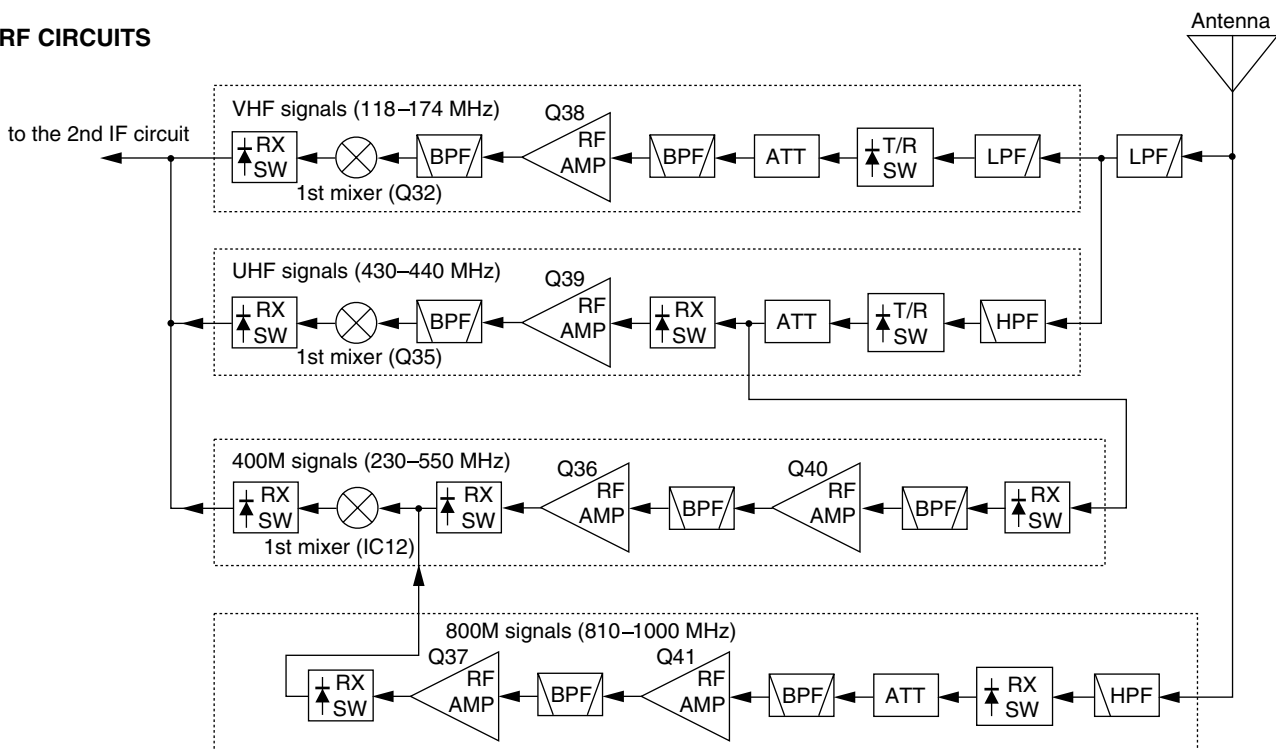 RF CIRCUITS
Antenna
to the 2nd IF circuit
VHF signals (118–174 MHz)
RX
SW
1st mixer (Q32)
BPF
Q38
RF
AMP
BPF
ATT
T/R
SW
LPF
LPF
UHF signals (430–440 MHz)
RX
SW
1st mixer (Q35)
BPF
Q39
RF
AMP
RX
SW
ATT
T/R
SW
HPF
400M signals (230–550 MHz)
RX
SW
1st mixer (IC12)
RX
SW
Q36
RF
AMP
BPF
Q40
RF
AMP
BPF
RX
SW
800M signals (810–1000 MHz)
RX
SW
Q37
RF
AMP
BPF
Q41
RF
AMP
BPF
ATT
RX
SW
HPF